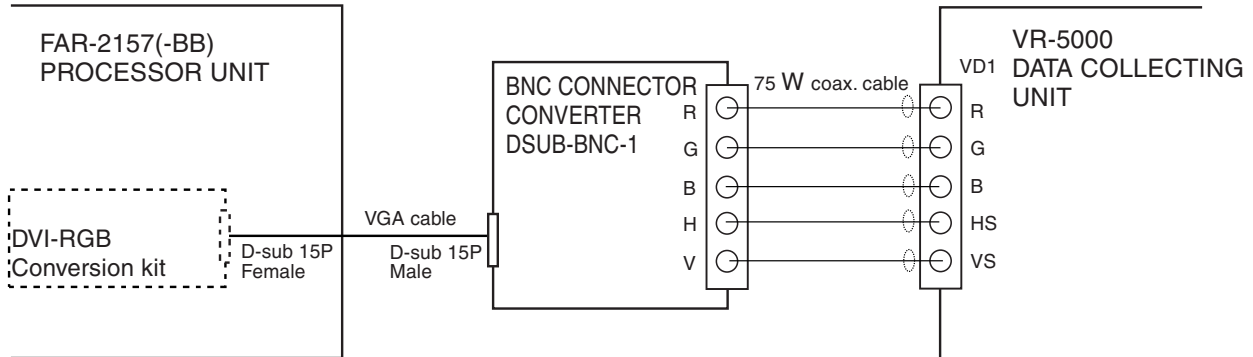 FAR-2157(-BB)
PROCESSOR UNIT
DVI-RGB
Conversion kit
D-sub 15P
Female
VGA cable
D-sub 15P
Male
BNC CONNECTOR
CONVERTER
DSUB-BNC-1
R
G
B
H
V
75 W coax. cable
VD1
R
G
B
HS
VS
VR-5000
DATA COLLECTING
UNIT